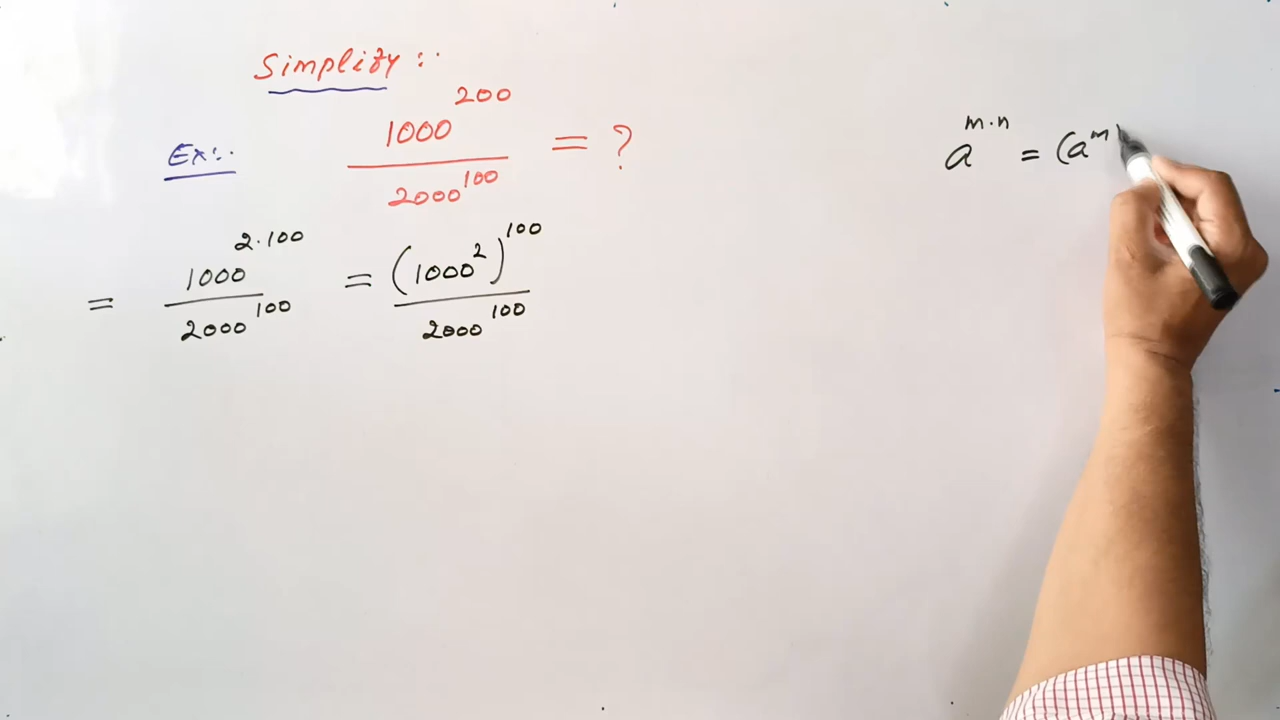 Simplify :·
Ex:·
1000^200 / 2000^100 = ?
= 1000^2·100 / 2000^100 = (1000^2)^100 / 2000^100
a^m·n = (a^m